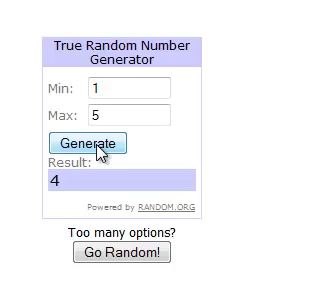 True Random Number
Generator
Min: 1
Max: 5
Generate
Result:
4
Powered by RANDOM.ORG
Too many options?
Go Random!